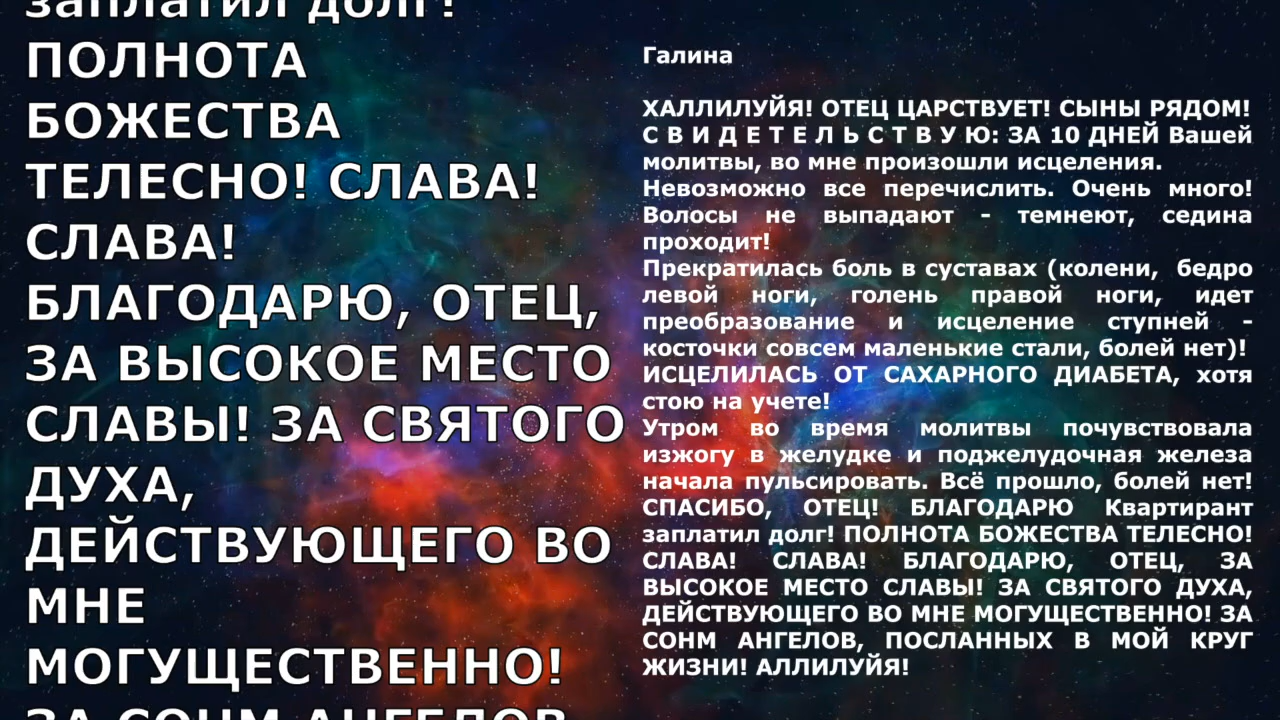 заплатил долг!
ПОЛНОТА
БОЖЕСТВА
ТЕЛЕСНО! СЛАВА!
СЛАВА!
БЛАГОДАРЮ, ОТЕЦ,
ЗА ВЫСОКОЕ МЕСТО
СЛАВЫ! ЗА СВЯТОГО
ДУХА,
ДЕЙСТВУЮЩЕГО ВО
МНЕ
МОГУЩЕСТВЕННО!
ЗА СОНМ АНГЕЛОВ,
Галина
ХАЛЛИЛУЙЯ! ОТЕЦ ЦАРСТВУЕТ! СЫНЫ РЯДОМ!
С В И Д Е Т Е Л Ь С Т В У Ю: ЗА 10 ДНЕЙ Вашей
молитвы, во мне произошли исцеления.
Невозможно все перечислить. Очень много!
Волосы не выпадают - темнеют, седина
проходит!
Прекратилась боль в суставах (колени, бедро
левой ноги, голень правой ноги, идет
преобразование и исцеление ступней -
косточки совсем маленькие стали, болей нет)!
ИСЦЕЛИЛАСЬ ОТ САХАРНОГО ДИАБЕТА, хотя
стою на учете!
Утром во время молитвы почувствовала
изжогу в желудке и поджелудочная железа
начала пульсировать. Всё прошло, болей нет!
СПАСИБО, ОТЕЦ! БЛАГОДАРЮ Квартирант
заплатил долг! ПОЛНОТА БОЖЕСТВА ТЕЛЕСНО!
СЛАВА! СЛАВА! БЛАГОДАРЮ, ОТЕЦ, ЗА
ВЫСОКОЕ МЕСТО СЛАВЫ! ЗА СВЯТОГО ДУХА,
ДЕЙСТВУЮЩЕГО ВО МНЕ МОГУЩЕСТВЕННО! ЗА
СОНМ АНГЕЛОВ, ПОСЛАННЫХ В МОЙ КРУГ
ЖИЗНИ! АЛЛИЛУЙЯ!